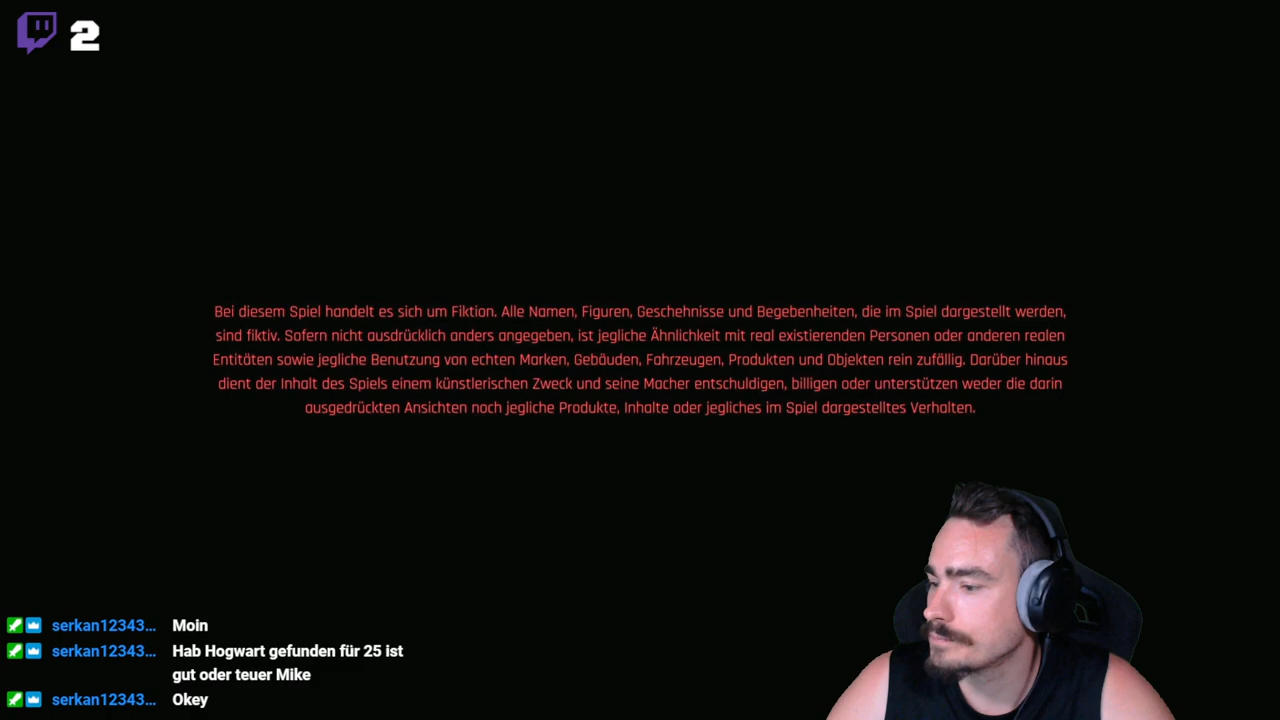 2
Bei diesem Spiel handelt es sich um Fiktion. Alle Namen, Figuren, Geschehnisse und Begebenheiten, die im Spiel dargestellt werden,
sind fiktiv. Sofern nicht ausdrücklich anders angegeben, ist jegliche Ähnlichkeit mit real existierenden Personen oder anderen realen
Entitäten sowie jegliche Benutzung von echten Marken, Gebäuden, Fahrzeugen, Produkten und Objekten rein zufällig. Darüber hinaus
dient der Inhalt des Spiels einem künstlerischen Zweck und seine Macher entschuldigen, billigen oder unterstützen weder die darin
ausgedrückten Ansichten noch jegliche Produkte, Inhalte oder jegliches im Spiel dargestelltes Verhalten.
serkan12343... Moin
serkan12343... Hab Hogwart gefunden für 25 ist
gut oder teuer Mike
serkan12343... Okey